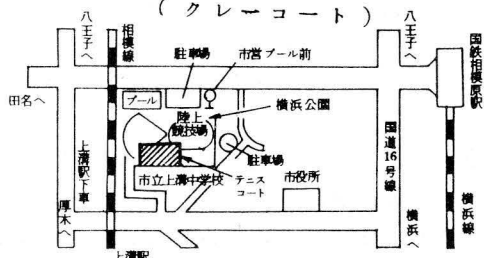 (クレーコート)
八王子へ
相模線
駐車場
市営プール前
八王子へ
国鉄相模原駅
田名へ
プール
陸上
競技場
横浜公園
上溝駅下車
駐車場
国道16号線
市立上溝中学校
テニス
コート
市役所
横浜線
厚木へ
横浜へ
上溝駅